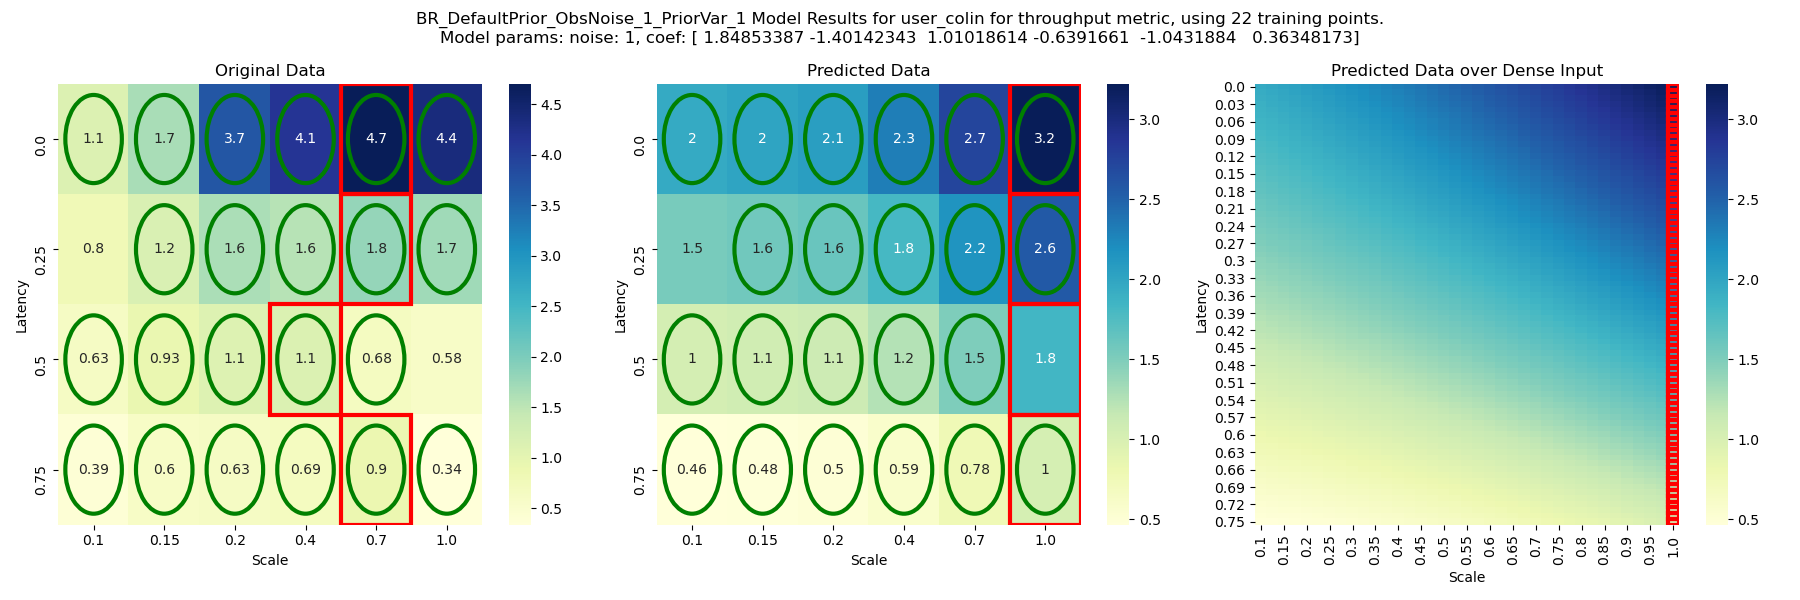 BR_DefaultPrior_ObsNoise_1_PriorVar_1 Model Results for user_colin for throughput metric, using 22 training points.
Model params: noise: 1, coef: [ 1.84853387 -1.40142343  1.01018614 -0.6391661  -1.0431884   0.36348173]
Original Data
Latency
0.0 1.1 1.7 3.7 4.1 4.7 4.4
0.25 0.8 1.2 1.6 1.6 1.8 1.7
0.5 0.63 0.93 1.1 1.1 0.68 0.58
0.75 0.39 0.6 0.63 0.69 0.9 0.34
0.1 0.15 0.2 0.4 0.7 1.0
Scale
4.5
4.0
3.5
3.0
2.5
2.0
1.5
1.0
0.5
Predicted Data
Latency
0.0 2 2 2.1 2.3 2.7 3.2
0.25 1.5 1.6 1.6 1.8 2.2 2.6
0.5 1 1.1 1.1 1.2 1.5 1.8
0.75 0.46 0.48 0.5 0.59 0.78 1
0.1 0.15 0.2 0.4 0.7 1.0
Scale
3.0
2.5
2.0
1.5
1.0
0.5
Predicted Data over Dense Input
Latency
0.0
0.03
0.06
0.09
0.12
0.15
0.18
0.21
0.24
0.27
0.3
0.33
0.36
0.39
0.42
0.45
0.48
0.51
0.54
0.57
0.6
0.63
0.66
0.69
0.72
0.75
0.1 0.15 0.2 0.25 0.3 0.35 0.4 0.45 0.5 0.55 0.6 0.65 0.7 0.75 0.8 0.85 0.9 0.95 1.0
Scale
3.0
2.5
2.0
1.5
1.0
0.5